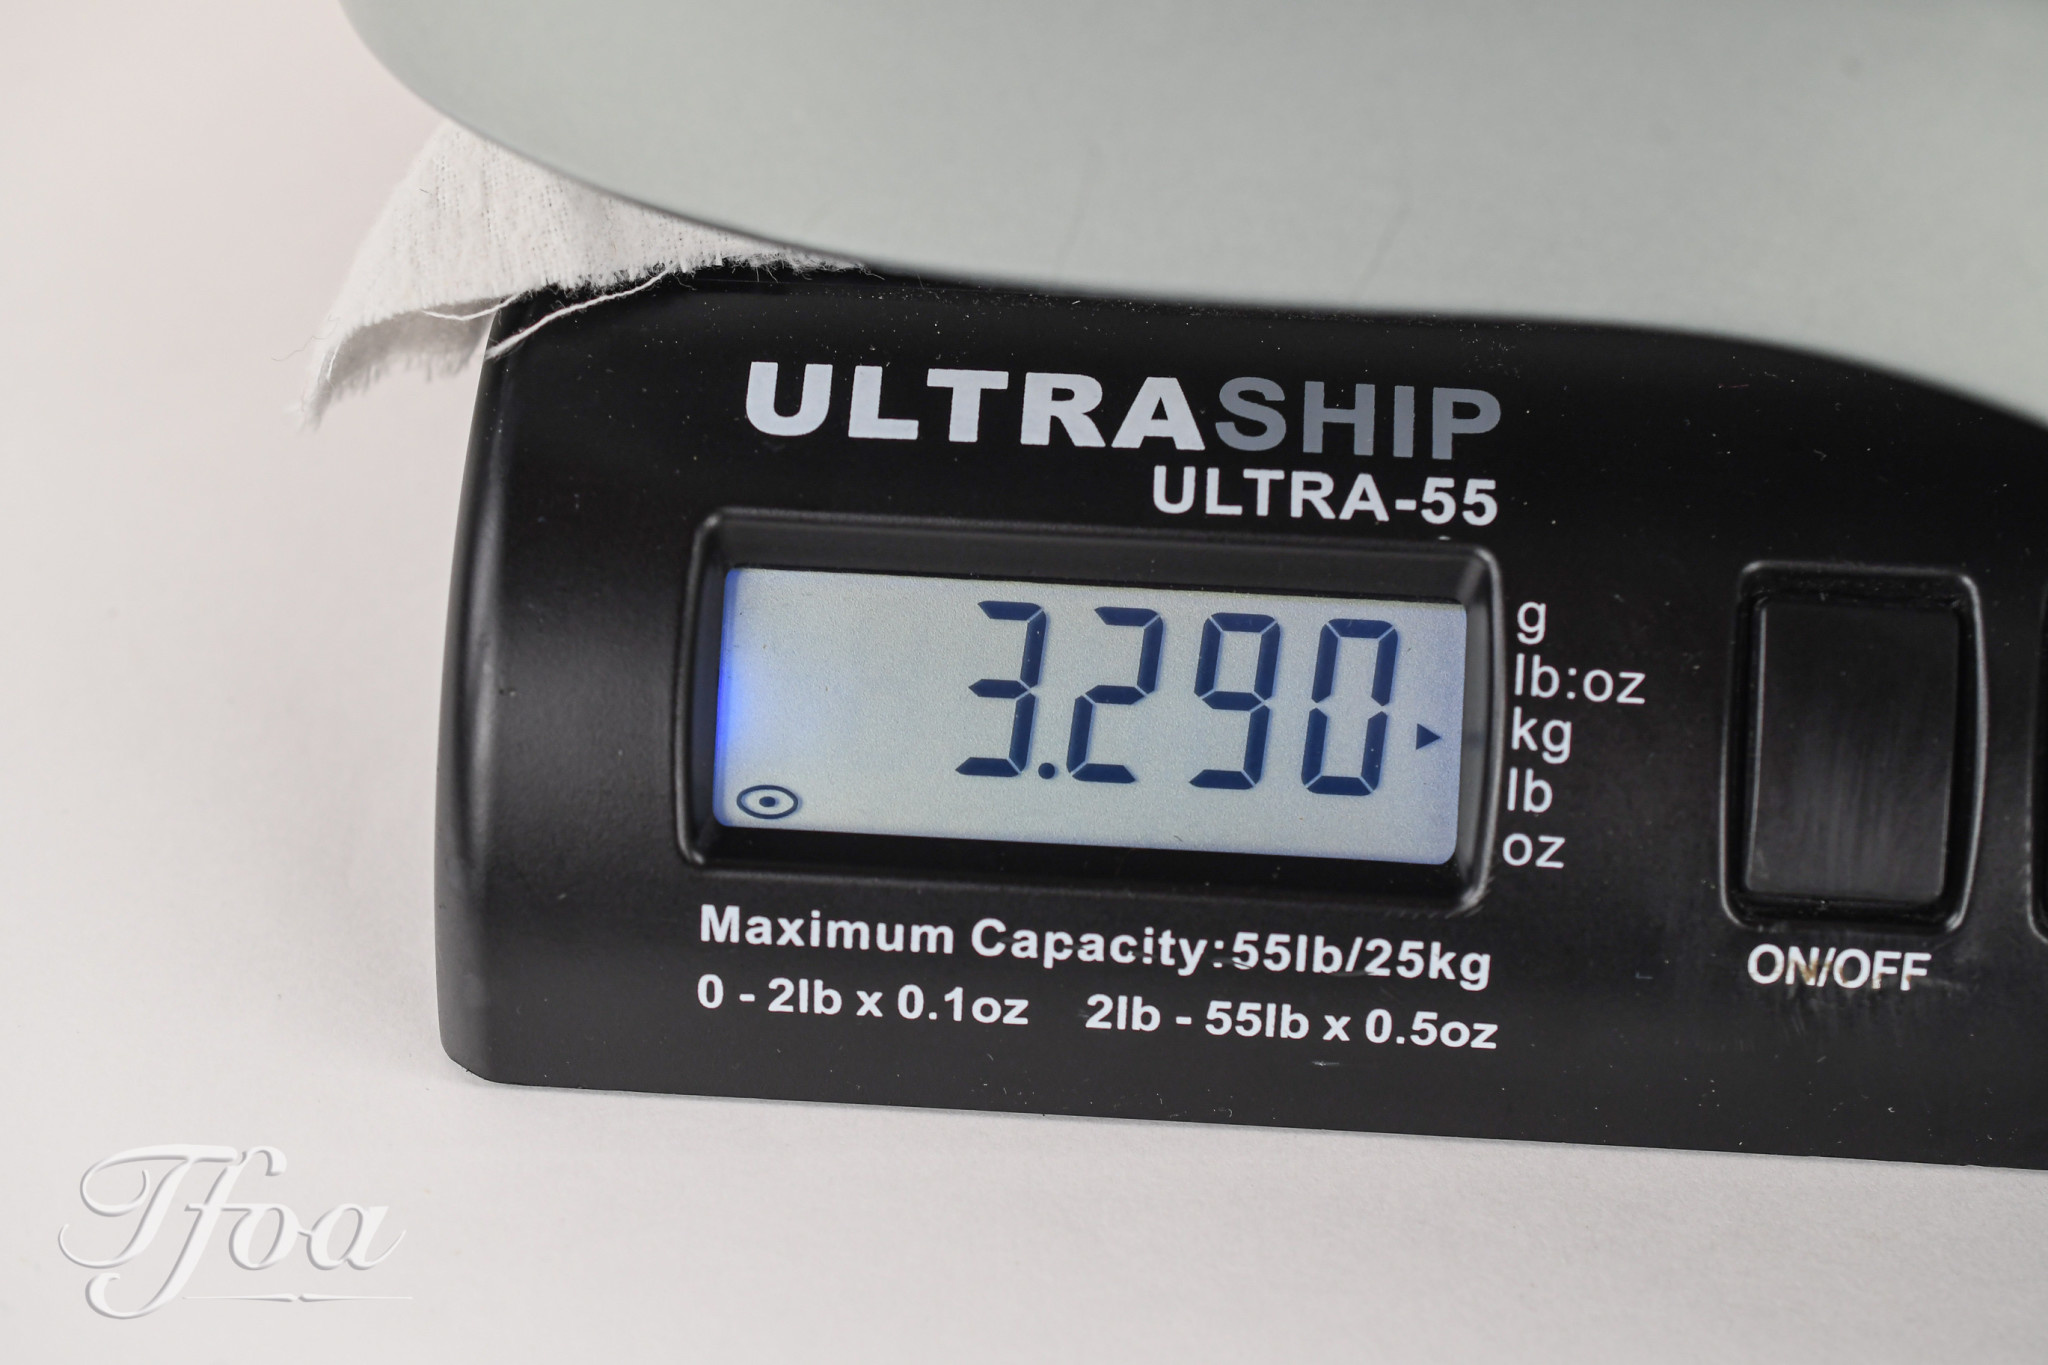 ULTRASHIP
ULTRA-55
3.290
g
lb:oz
kg
lb
oz
Maximum Capacity:55lb/25kg
0 - 2lb x 0.1oz 2lb - 55lb x 0.5oz
ON/OFF
Tfoa